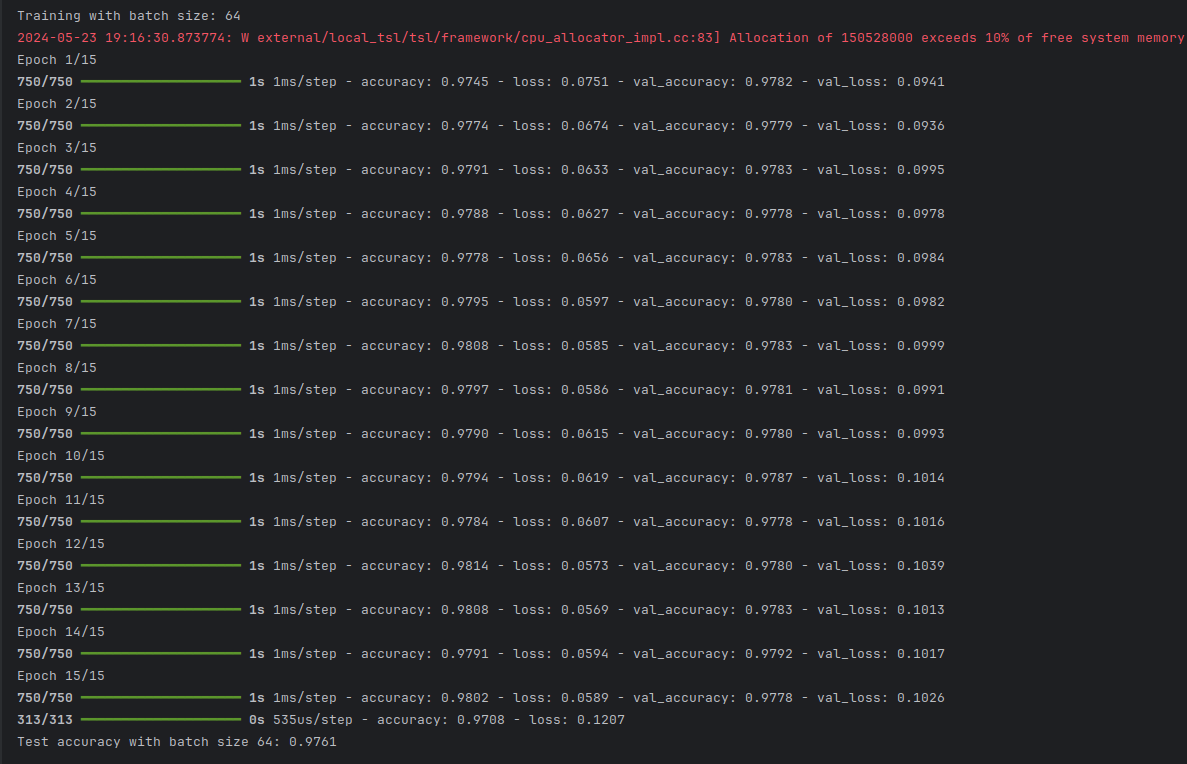 Training with batch size: 64
2024-05-23 19:16:30.873774: W external/local_tsl/tsl/framework/cpu_allocator_impl.cc:83] Allocation of 150528000 exceeds 10% of free system memory
Epoch 1/15
750/750 ━━━━━━━━━━━━━━━━━━━━ 1s 1ms/step - accuracy: 0.9745 - loss: 0.0751 - val_accuracy: 0.9782 - val_loss: 0.0941
Epoch 2/15
750/750 ━━━━━━━━━━━━━━━━━━━━ 1s 1ms/step - accuracy: 0.9774 - loss: 0.0674 - val_accuracy: 0.9779 - val_loss: 0.0936
Epoch 3/15
750/750 ━━━━━━━━━━━━━━━━━━━━ 1s 1ms/step - accuracy: 0.9791 - loss: 0.0633 - val_accuracy: 0.9783 - val_loss: 0.0995
Epoch 4/15
750/750 ━━━━━━━━━━━━━━━━━━━━ 1s 1ms/step - accuracy: 0.9788 - loss: 0.0627 - val_accuracy: 0.9778 - val_loss: 0.0978
Epoch 5/15
750/750 ━━━━━━━━━━━━━━━━━━━━ 1s 1ms/step - accuracy: 0.9778 - loss: 0.0656 - val_accuracy: 0.9783 - val_loss: 0.0984
Epoch 6/15
750/750 ━━━━━━━━━━━━━━━━━━━━ 1s 1ms/step - accuracy: 0.9795 - loss: 0.0597 - val_accuracy: 0.9780 - val_loss: 0.0982
Epoch 7/15
750/750 ━━━━━━━━━━━━━━━━━━━━ 1s 1ms/step - accuracy: 0.9808 - loss: 0.0585 - val_accuracy: 0.9783 - val_loss: 0.0999
Epoch 8/15
750/750 ━━━━━━━━━━━━━━━━━━━━ 1s 1ms/step - accuracy: 0.9797 - loss: 0.0586 - val_accuracy: 0.9781 - val_loss: 0.0991
Epoch 9/15
750/750 ━━━━━━━━━━━━━━━━━━━━ 1s 1ms/step - accuracy: 0.9790 - loss: 0.0615 - val_accuracy: 0.9780 - val_loss: 0.0993
Epoch 10/15
750/750 ━━━━━━━━━━━━━━━━━━━━ 1s 1ms/step - accuracy: 0.9794 - loss: 0.0619 - val_accuracy: 0.9787 - val_loss: 0.1014
Epoch 11/15
750/750 ━━━━━━━━━━━━━━━━━━━━ 1s 1ms/step - accuracy: 0.9784 - loss: 0.0607 - val_accuracy: 0.9778 - val_loss: 0.1016
Epoch 12/15
750/750 ━━━━━━━━━━━━━━━━━━━━ 1s 1ms/step - accuracy: 0.9814 - loss: 0.0573 - val_accuracy: 0.9780 - val_loss: 0.1039
Epoch 13/15
750/750 ━━━━━━━━━━━━━━━━━━━━ 1s 1ms/step - accuracy: 0.9808 - loss: 0.0569 - val_accuracy: 0.9783 - val_loss: 0.1013
Epoch 14/15
750/750 ━━━━━━━━━━━━━━━━━━━━ 1s 1ms/step - accuracy: 0.9791 - loss: 0.0594 - val_accuracy: 0.9792 - val_loss: 0.1017
Epoch 15/15
750/750 ━━━━━━━━━━━━━━━━━━━━ 1s 1ms/step - accuracy: 0.9802 - loss: 0.0589 - val_accuracy: 0.9778 - val_loss: 0.1026
313/313 ━━━━━━━━━━━━━━━━━━━━ 0s 535us/step - accuracy: 0.9708 - loss: 0.1207
Test accuracy with batch size 64: 0.9761